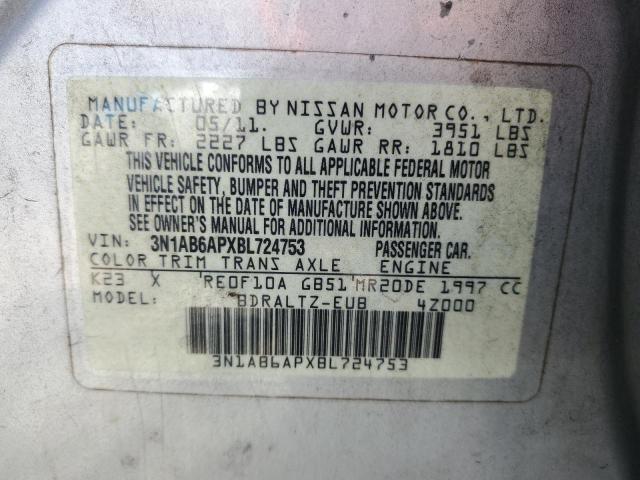 MANUFACTURED BY NISSAN MOTOR CO., LTD.
DATE: 05/11. GVWR: 3951 LBS
GAWR FR: 2227 LBS GAWR RR: 1810 LBS
THIS VEHICLE CONFORMS TO ALL APPLICABLE FEDERAL MOTOR
VEHICLE SAFETY, BUMPER AND THEFT PREVENTION STANDARDS
IN EFFECT ON THE DATE OF MANUFACTURE SHOWN ABOVE.
SEE OWNER'S MANUAL FOR ADDITIONAL INFORMATION.
VIN: 3N1AB6APXBL724753 PASSENGER CAR.
COLOR TRIM TRANS AXLE ENGINE
K23 X RE0F10A GB51 MR20DE 1997 CC
MODEL: BDRALTZ-EUB 4Z000
3N1AB6APXBL724753